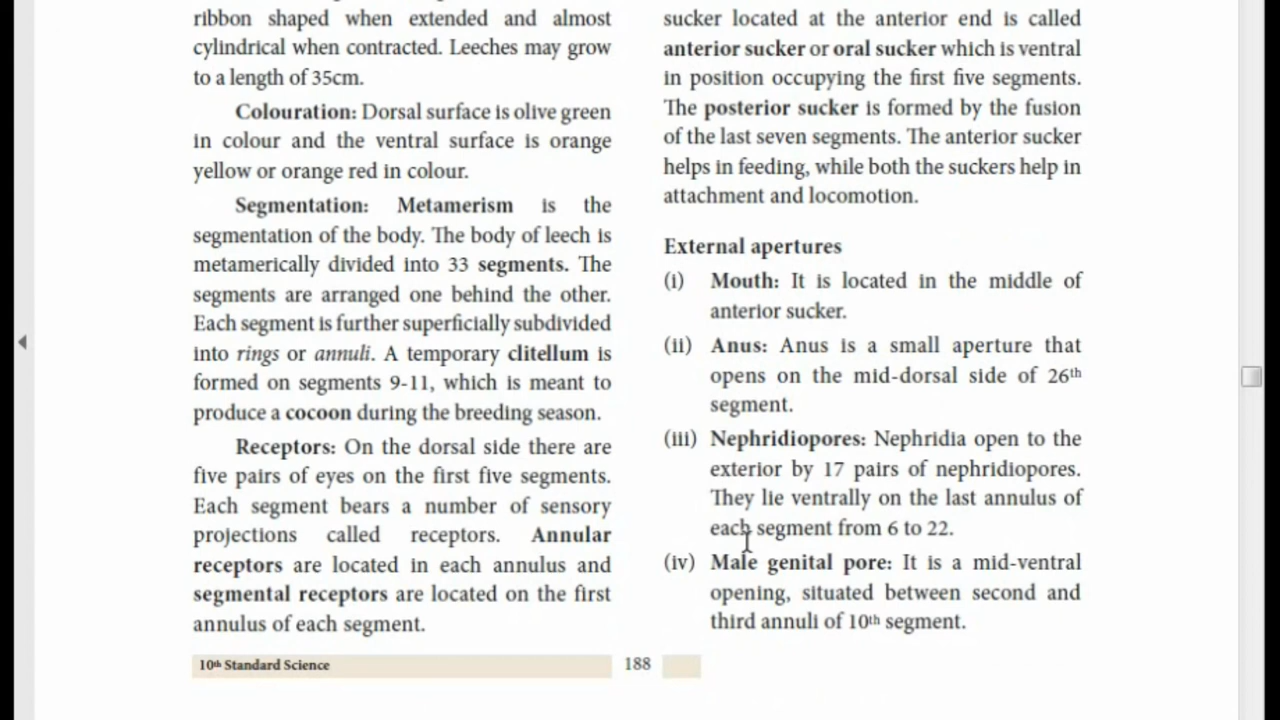 ribbon shaped when extended and almost
cylindrical when contracted. Leeches may grow
to a length of 35cm.
Colouration: Dorsal surface is olive green
in colour and the ventral surface is orange
yellow or orange red in colour.
Segmentation: Metamerism is the
segmentation of the body. The body of leech is
metamerically divided into 33 segments. The
segments are arranged one behind the other.
Each segment is further superficially subdivided
into rings or annuli. A temporary clitellum is
formed on segments 9-11, which is meant to
produce a cocoon during the breeding season.
Receptors: On the dorsal side there are
five pairs of eyes on the first five segments.
Each segment bears a number of sensory
projections called receptors. Annular
receptors are located in each annulus and
segmental receptors are located on the first
annulus of each segment.
sucker located at the anterior end is called
anterior sucker or oral sucker which is ventral
in position occupying the first five segments.
The posterior sucker is formed by the fusion
of the last seven segments. The anterior sucker
helps in feeding, while both the suckers help in
attachment and locomotion.
External apertures
(i) Mouth: It is located in the middle of
anterior sucker.
(ii) Anus: Anus is a small aperture that
opens on the mid-dorsal side of 26th
segment.
(iii) Nephridiopores: Nephridia open to the
exterior by 17 pairs of nephridiopores.
They lie ventrally on the last annulus of
each segment from 6 to 22.
(iv) Male genital pore: It is a mid-ventral
opening, situated between second and
third annuli of 10th segment.
10th Standard Science 188